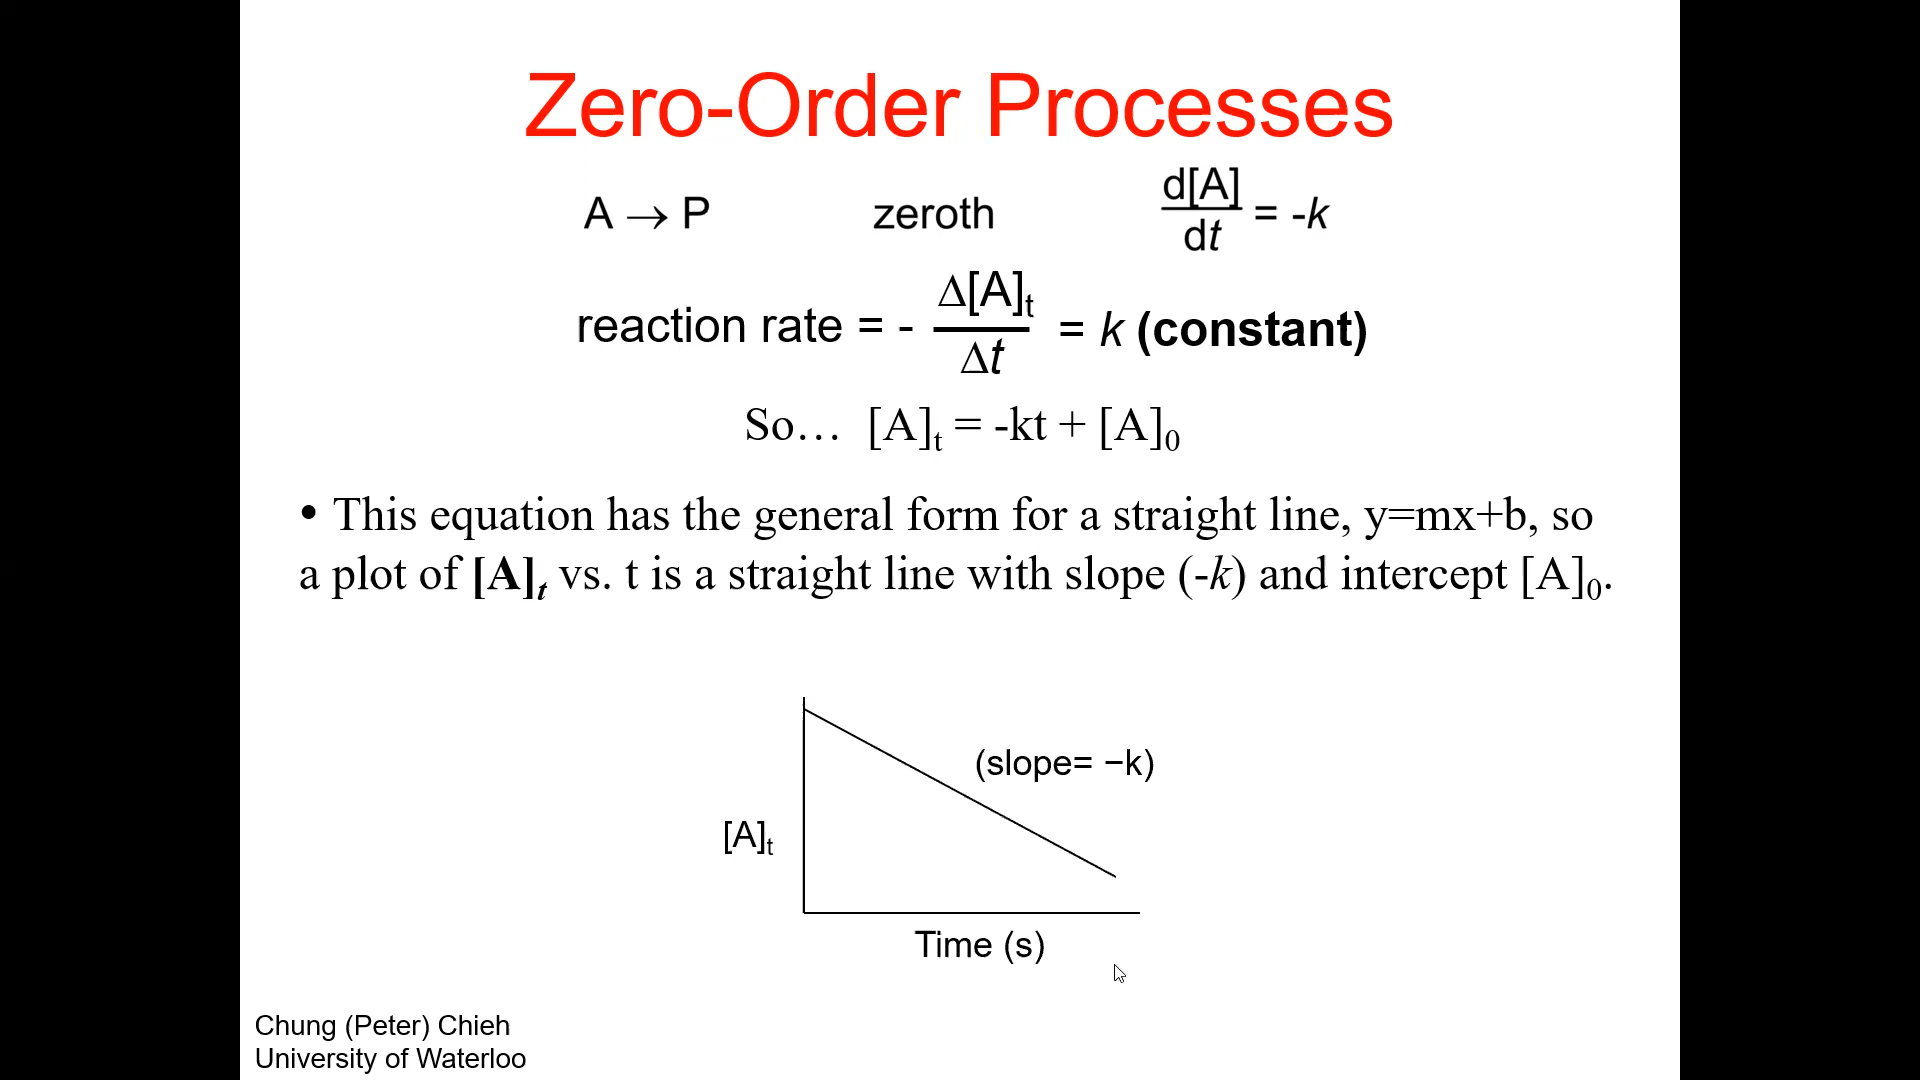 Zero-Order Processes
A → P zeroth d[A]/dt = -k
reaction rate = - Δ[A]t/Δt = k (constant)
So… [A]t = -kt + [A]0
• This equation has the general form for a straight line, y=mx+b, so
a plot of [A]t vs. t is a straight line with slope (-k) and intercept [A]0.
(slope= −k)
[A]t
Time (s)
Chung (Peter) Chieh
University of Waterloo